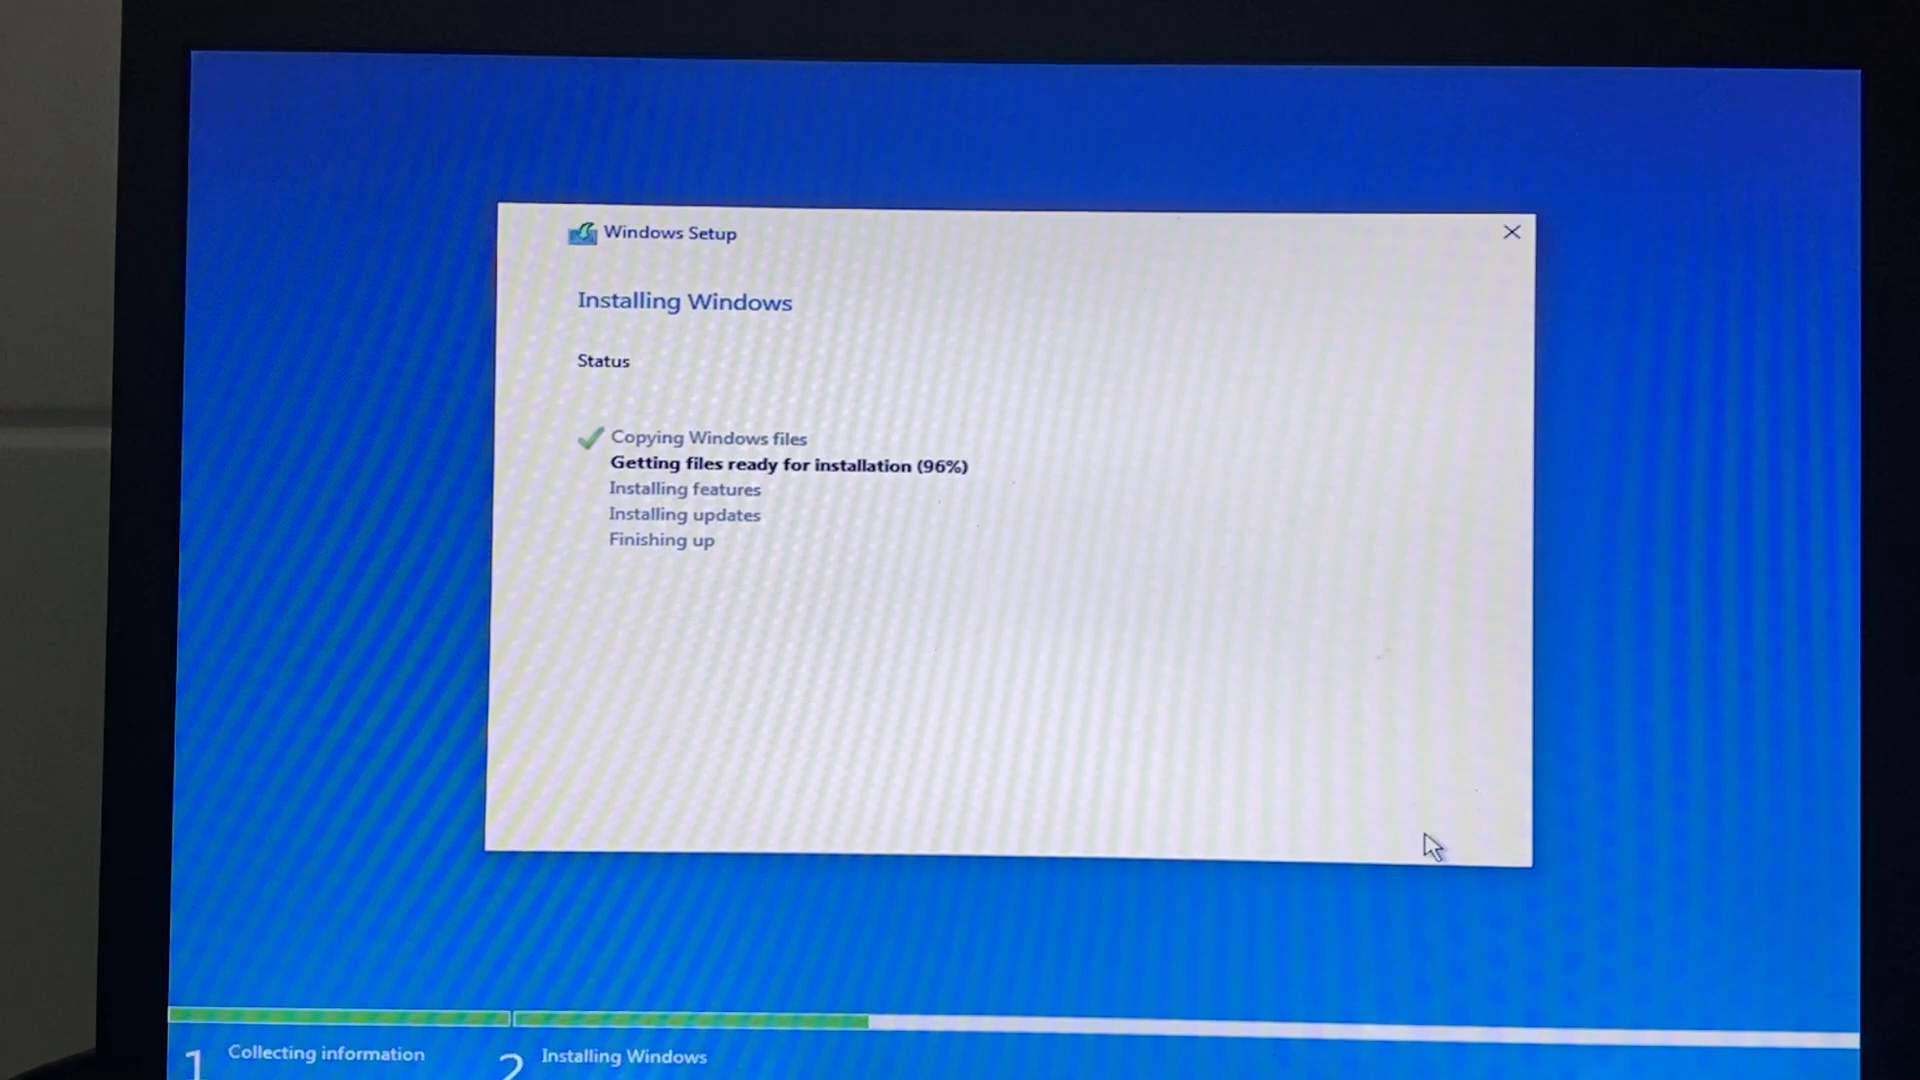 Windows Setup
Installing Windows
Status
Copying Windows files
Getting files ready for installation (96%)
Installing features
Installing updates
Finishing up
1 Collecting information
2 Installing Windows